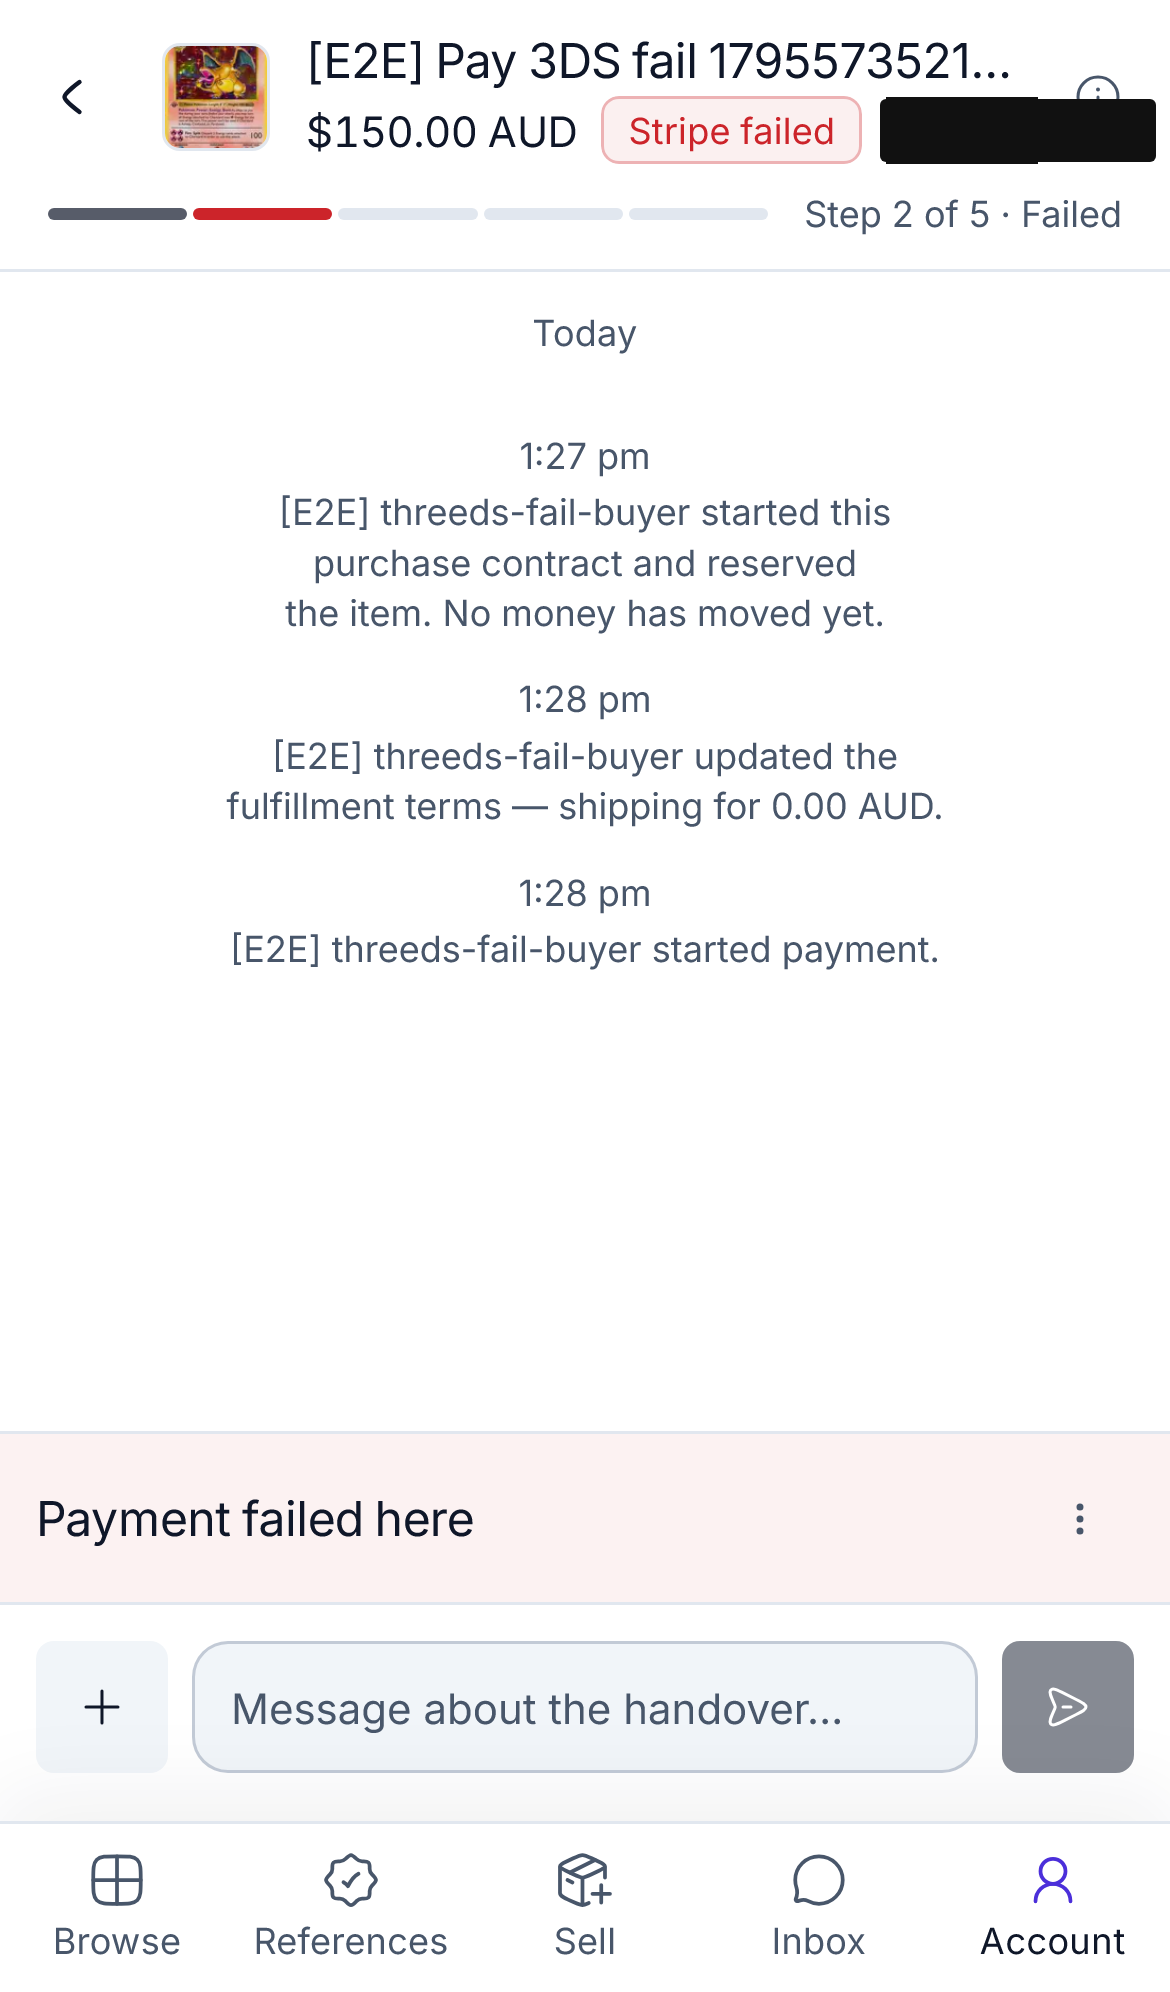 [E2E] Pay 3DS fail 1795573521...
$150.00 AUD Stripe failed
Step 2 of 5 · Failed
Today
1:27 pm
[E2E] threeds-fail-buyer started this
purchase contract and reserved
the item. No money has moved yet.
1:28 pm
[E2E] threeds-fail-buyer updated the
fulfillment terms — shipping for 0.00 AUD.
1:28 pm
[E2E] threeds-fail-buyer started payment.
Payment failed here
Message about the handover...
Browse
References
Sell
Inbox
Account